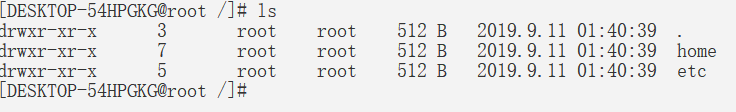 [DESKTOP-54HPGKG@root /]# ls
drwxr-xr-x 3 root root 512 B 2019.9.11 01:40:39 .
drwxr-xr-x 7 root root 512 B 2019.9.11 01:40:39 home
drwxr-xr-x 5 root root 512 B 2019.9.11 01:40:39 etc
[DESKTOP-54HPGKG@root /]#